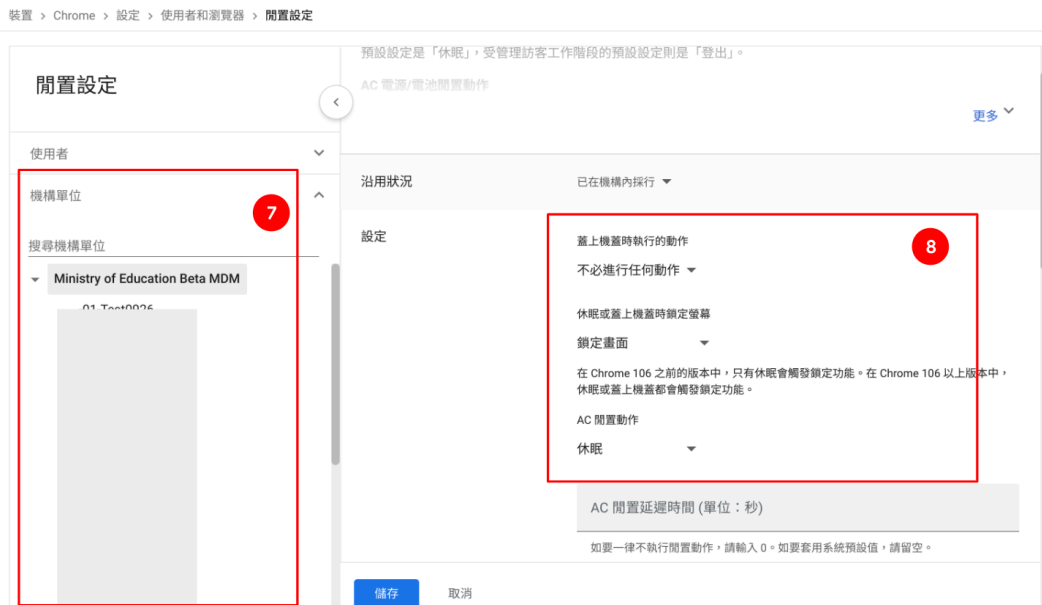 裝置 > Chrome > 設定 > 使用者和瀏覽器 > 閒置設定
閒置設定
使用者
機構單位
7
搜尋機構單位
Ministry of Education Beta MDM
01-Test0926
預設設定是「休眠」，受管理訪客工作階段的預設設定則是「登出」。
AC 電源/電池閒置動作
更多
沿用狀況
已在機構內採行
設定
8
蓋上機蓋時執行的動作
不必進行任何動作
休眠或蓋上機蓋時鎖定螢幕
鎖定畫面
在 Chrome 106 之前的版本中，只有休眠會觸發鎖定功能。在 Chrome 106 以上版本中，
休眠或蓋上機蓋都會觸發鎖定功能。
AC 閒置動作
休眠
AC 閒置延遲時間 (單位：秒)
如要一律不執行閒置動作，請輸入 0。如要套用系統預設值，請留空。
儲存
取消